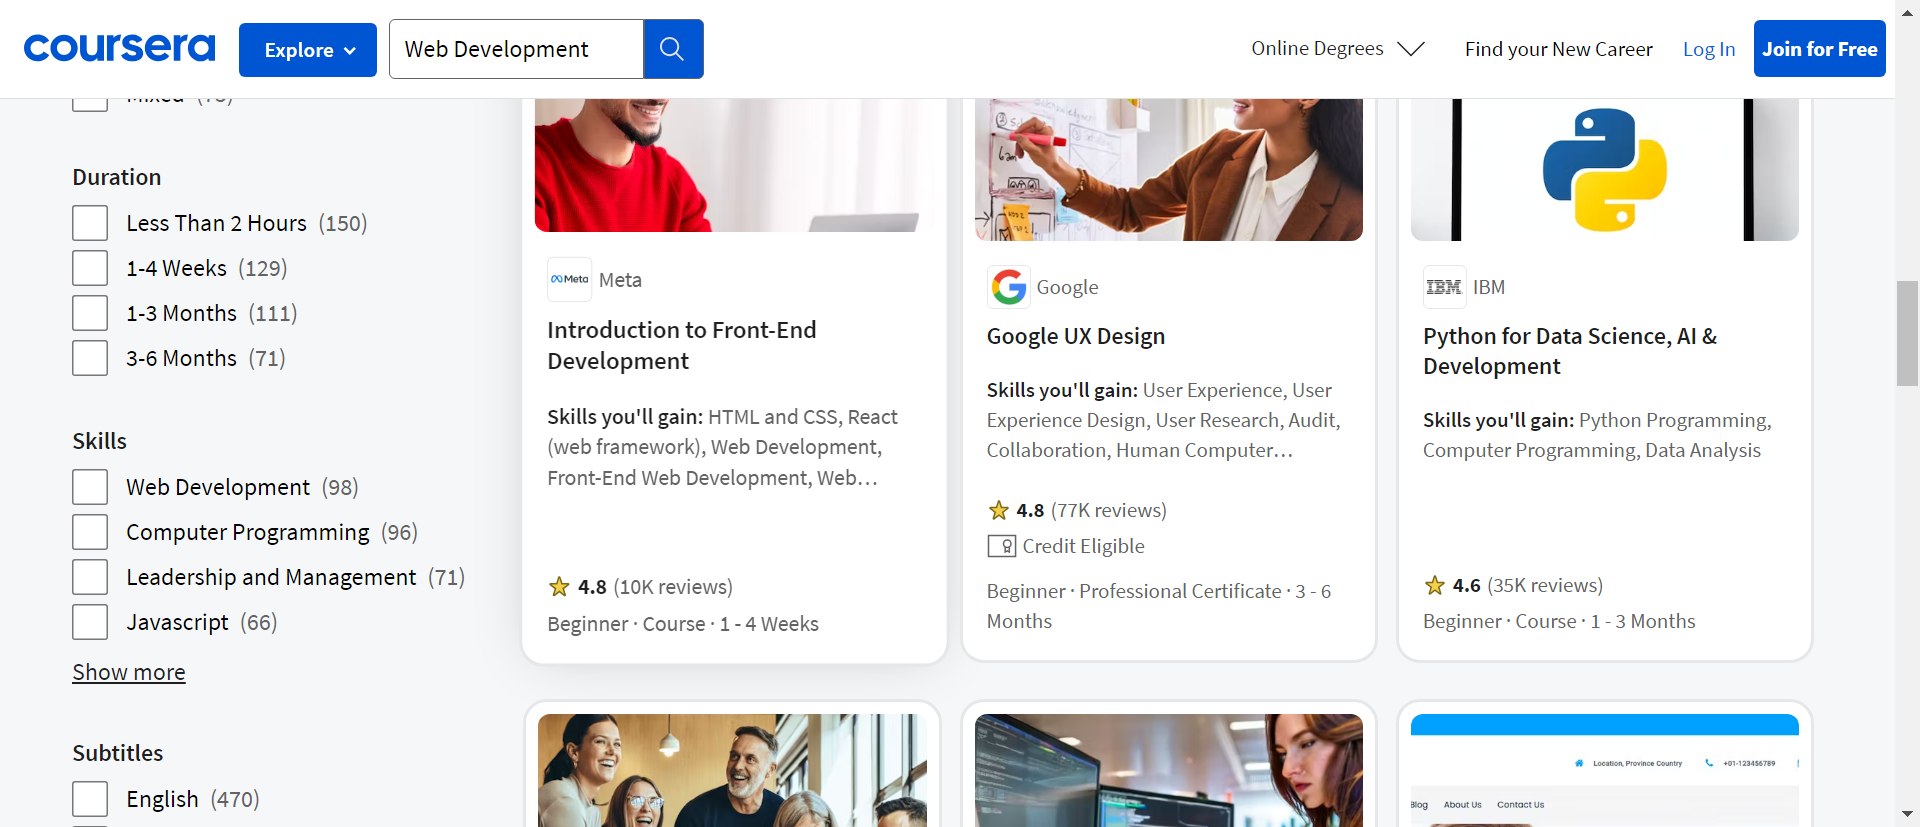 coursera
Explore
Web Development
Online Degrees
Find your New Career
Log In
Join for Free
Mixed (78)
Duration
Less Than 2 Hours (150)
1-4 Weeks (129)
1-3 Months (111)
3-6 Months (71)
Skills
Web Development (98)
Computer Programming (96)
Leadership and Management (71)
Javascript (66)
Show more
Subtitles
English (470)
Meta
Meta
Introduction to Front-End
Development
Skills you'll gain: HTML and CSS, React
(web framework), Web Development,
Front-End Web Development, Web...
4.8 (10K reviews)
Beginner · Course · 1 - 4 Weeks
Google
Google UX Design
Skills you'll gain: User Experience, User
Experience Design, User Research, Audit,
Collaboration, Human Computer...
4.8 (77K reviews)
Credit Eligible
Beginner · Professional Certificate · 3 - 6
Months
IBM
IBM
Python for Data Science, AI &
Development
Skills you'll gain: Python Programming,
Computer Programming, Data Analysis
4.6 (35K reviews)
Beginner · Course · 1 - 3 Months
Location, Province Country
+01-123456789
Blog
About Us
Contact Us